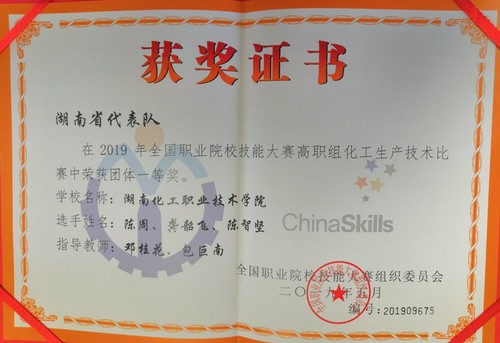 获奖证书
湖南省代表队
在2019年全国职业院校技能大赛高职组化工生产技术比
赛中荣获团体一等奖。
学校名称：湖南化工职业技术学院
选手姓名：陈周、龚韶飞、陈智坚
ChinaSkills
指导教师：邓桂花、包巨南
全国职业院校技能大赛组织委员会
二〇一九年五月
编号：201909675